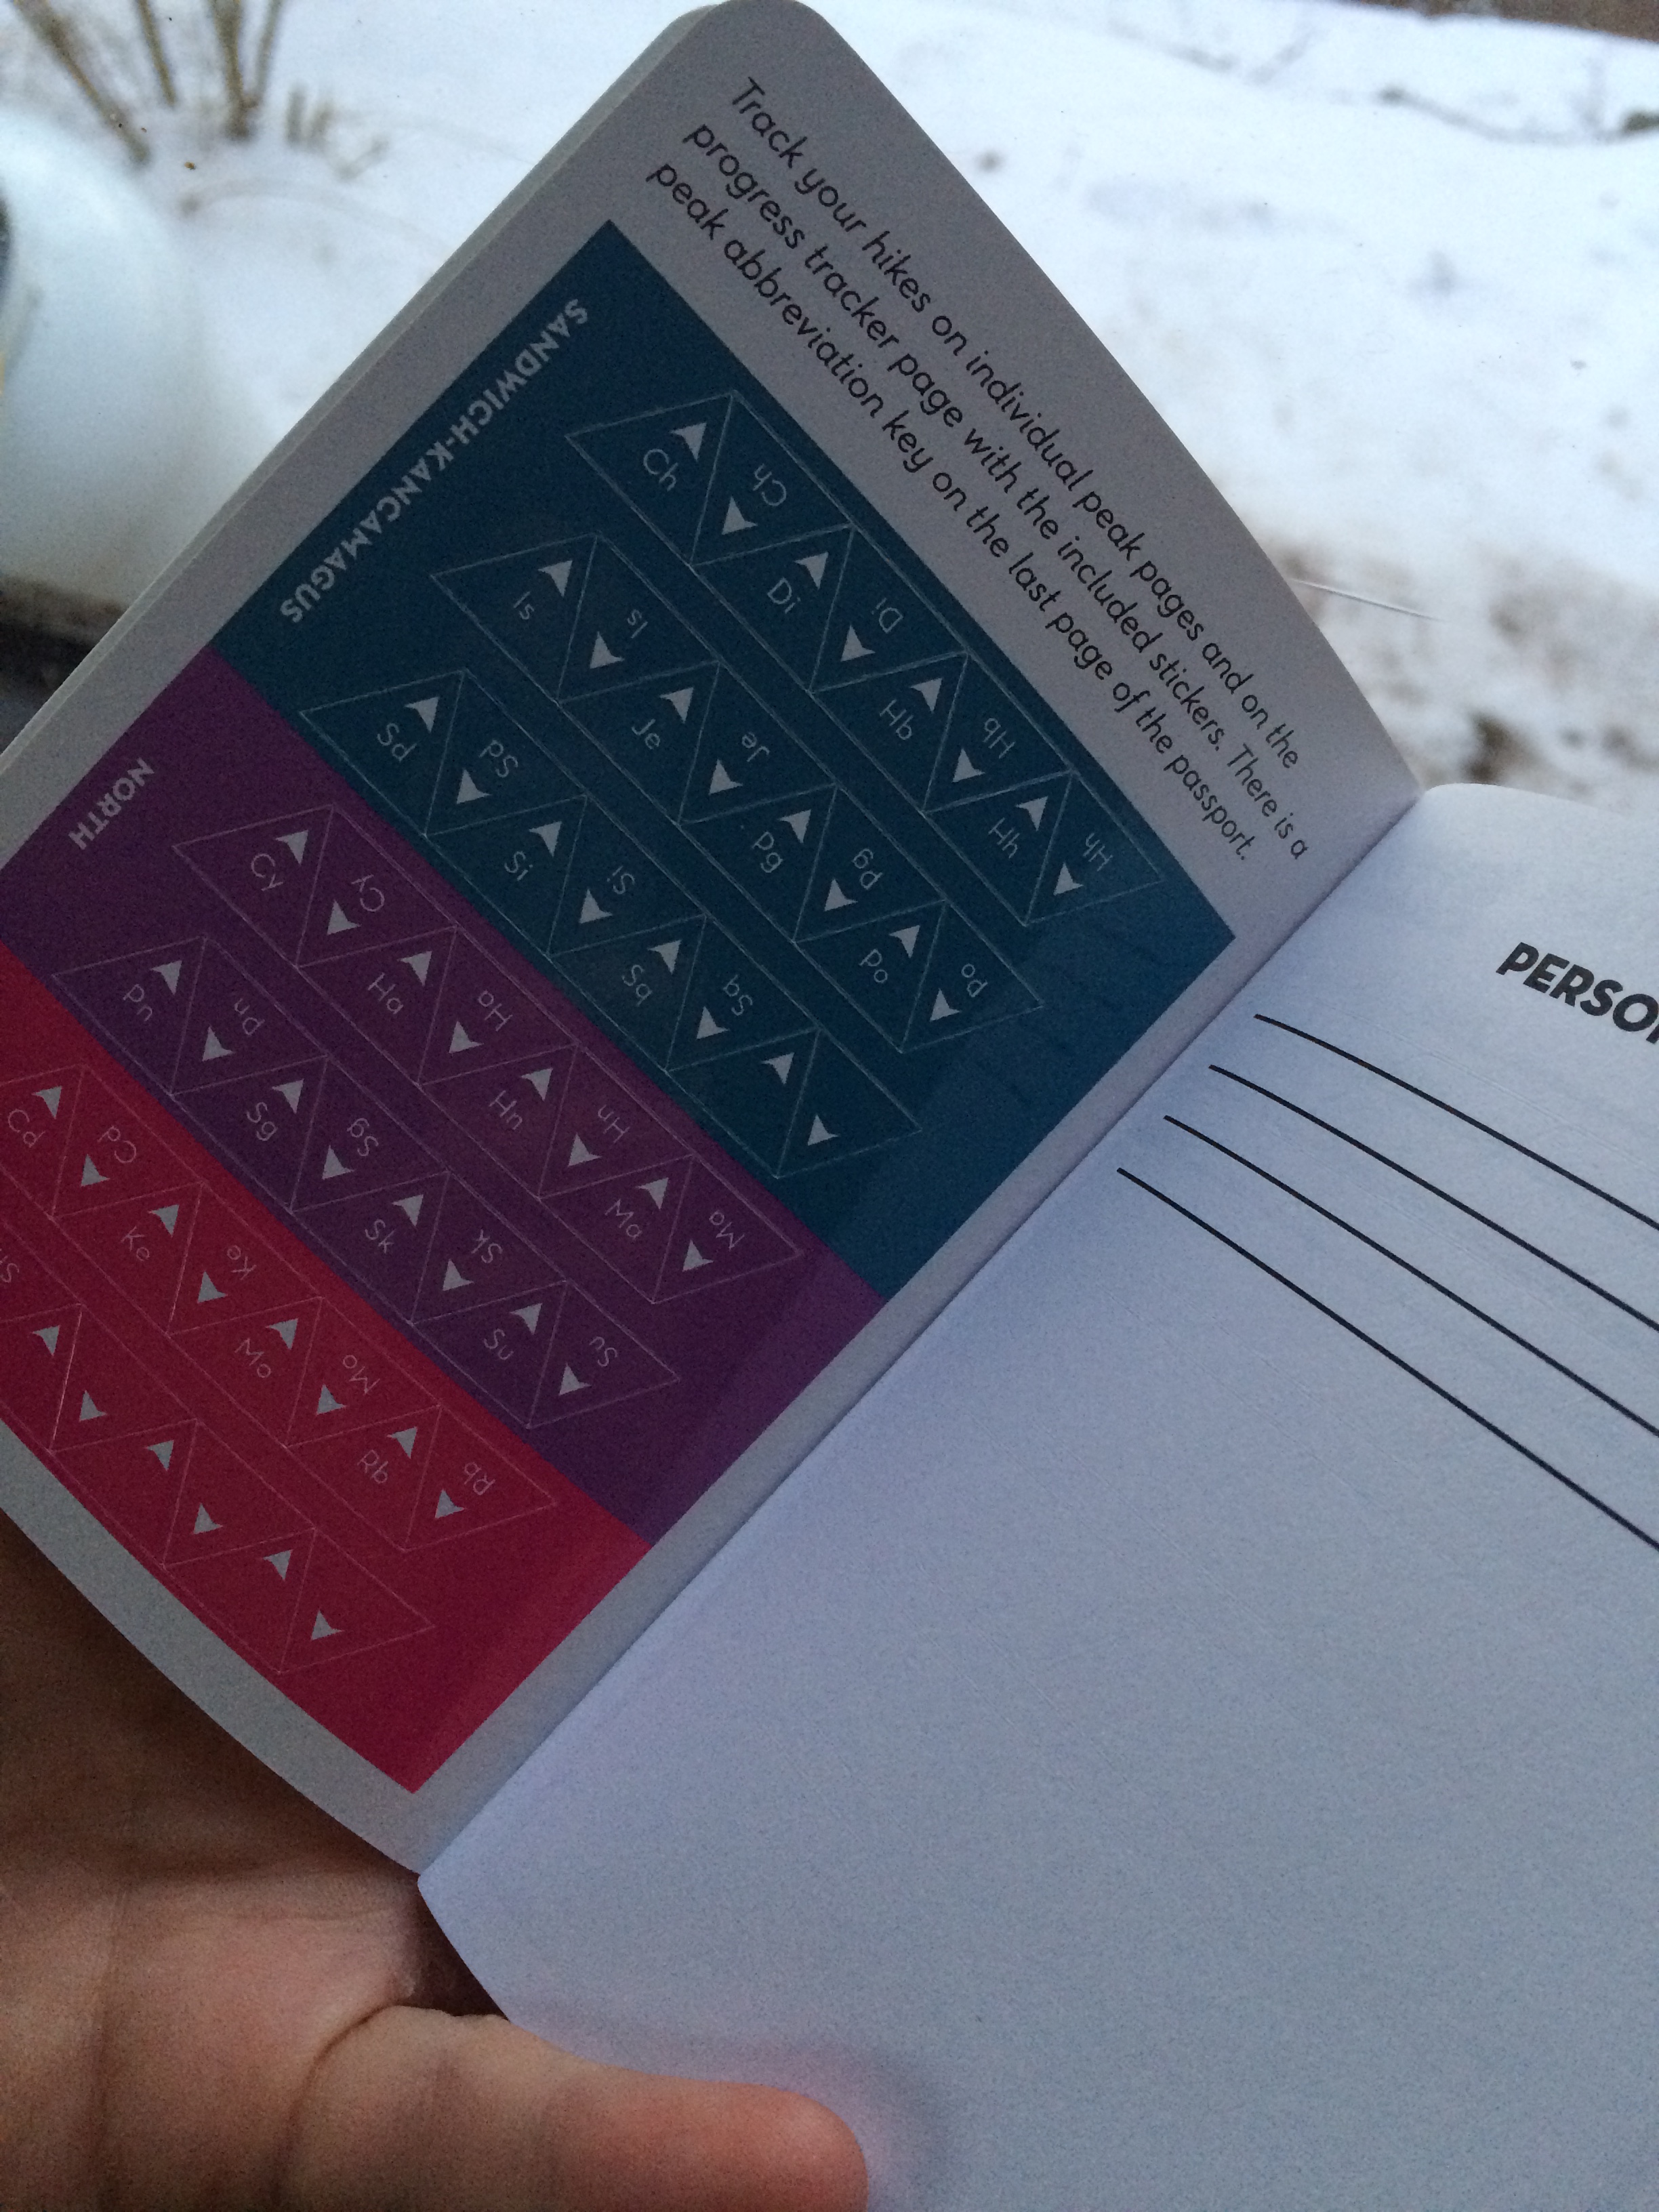 Track your hikes on individual peak pages and on the
progress tracker page with the included stickers. There is a
peak abbreviation key on the last page of the passport.
SANDWICH-KANCAMAGUS
Ch Ch Di Di Hb Hb Hh Hh
Is Is Je Je Pg Pg Po Po
Sd Sd Si Si Sq Sq
NORTH
Cy Cy Ha Ha Hn Hn Ma Ma
Pn Pn Sg Sg Sk Sk Su Su
Cd Cd Ke Ke Mo Mo Rb Rb